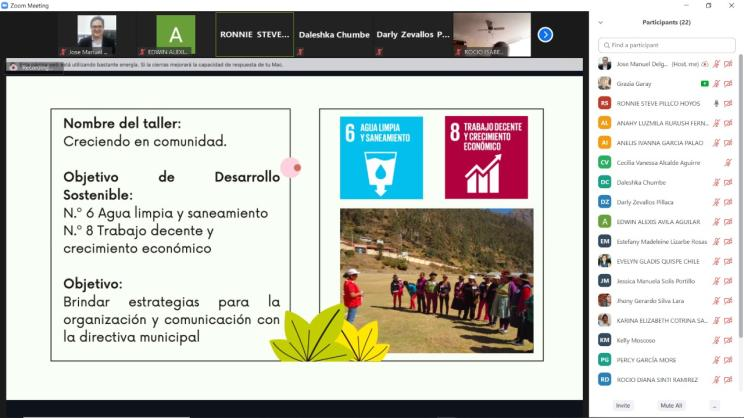 Zoom Meeting
Participants (22)
Jose Manuel ...
EDWIN ALEXI...
RONNIE STEVE...
Daleshka Chumbe
Darly Zevallos P...
ROCIO ISABE...
Recording
está utilizando bastante energía. Si la cierras mejorará la capacidad de respuesta de tu Mac.
Nombre del taller:
Creciendo en comunidad.
Objetivo de Desarrollo
Sostenible:
N.º 6 Agua limpia y saneamiento
N.º 8 Trabajo decente y
crecimiento económico
Objetivo:
Brindar estrategias para la
organización y comunicación con
la directiva municipal
6 AGUA LIMPIA
Y SANEAMIENTO
8 TRABAJO DECENTE
Y CRECIMIENTO
ECONÓMICO
Find a participant
Jose Manuel Delg... (Host, me)
Grazia Garay
RS RONNIE STEVE PILLCO HOYOS
AL ANAHY LUZMILA RURUSH FERN...
AI ANELIS IVANNA GARCIA PALAO
CV Cecilia Vanessa Alcalde Aguirre
DC Daleshka Chumbe
DZ Darly Zevallos Pillaca
A EDWIN ALEXIS AVILA AGUILAR
EM Estefany Madeleine Lizarbe Rosas
EVELYN GLADIS QUISPE CHILE
JM Jessica Manuela Solis Portillo
Jhony Gerardo Silva Lara
KARINA ELIZABETH COTRINA SA...
KM Kelly Moscoso
PG PERCY GARCÍA MORE
RD ROCIO DIANA SINTI RAMIREZ
Invite
Mute All
...